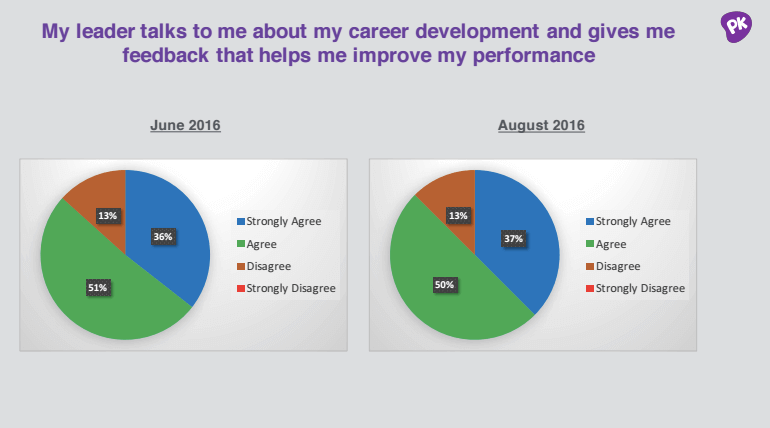 My leader talks to me about my career development and gives me
feedback that helps me improve my performance
PK
June 2016
August 2016
13%
36%
51%
Strongly Agree
Agree
Disagree
Strongly Disagree
13%
37%
50%
Strongly Agree
Agree
Disagree
Strongly Disagree